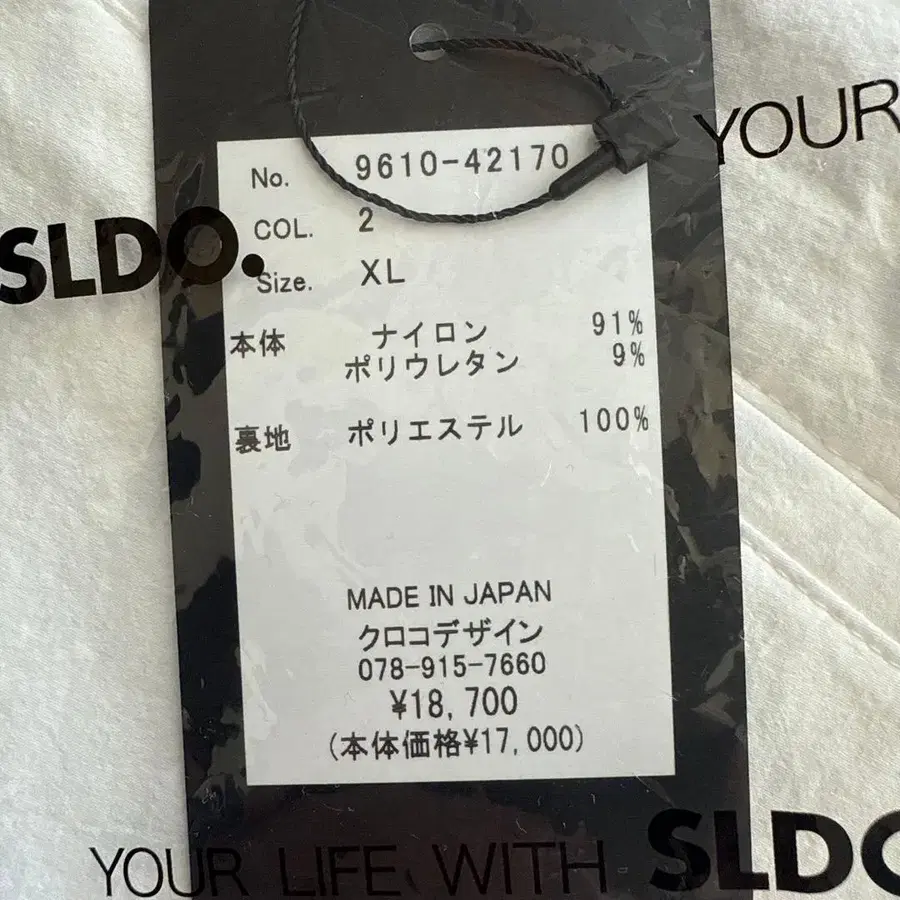 YOUR
No. 9610-42170
SLDO.
COL. 2
Size. XL
本体 ナイロン 91%
ポリウレタン 9%
裏地 ポリエステル 100%
MADE IN JAPAN
クロコデザイン
078-915-7660
¥18,700
(本体価格¥17,000)
YOUR LIFE WITH SLDO